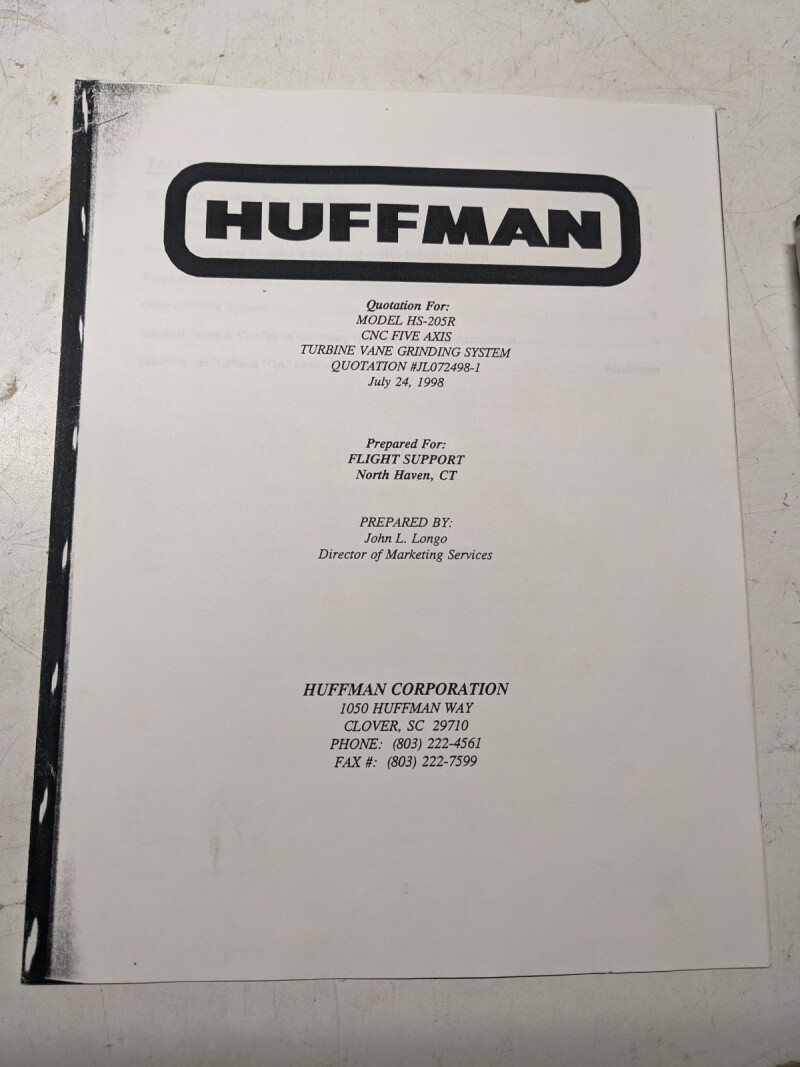 HUFFMAN
Quotation For:
MODEL HS-205R
CNC FIVE AXIS
TURBINE VANE GRINDING SYSTEM
QUOTATION #JL072498-1
July 24, 1998
Prepared For:
FLIGHT SUPPORT
North Haven, CT
PREPARED BY:
John L. Longo
Director of Marketing Services
HUFFMAN CORPORATION
1050 HUFFMAN WAY
CLOVER, SC 29710
PHONE: (803) 222-4561
FAX #: (803) 222-7599